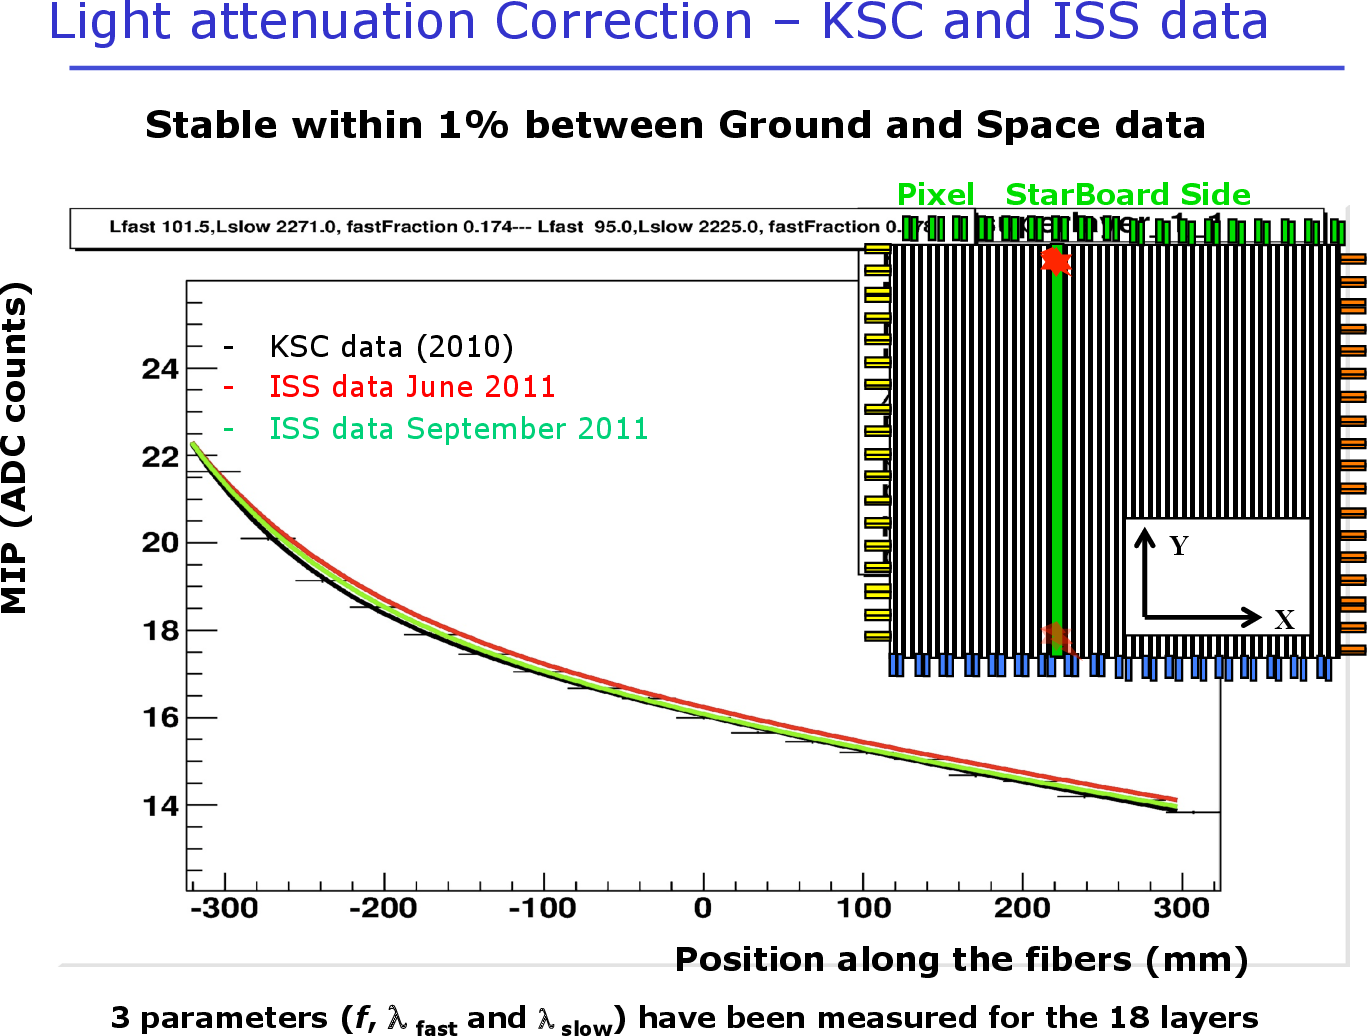 Light attenuation Correction – KSC and ISS data
Stable within 1% between Ground and Space data
Pixel StarBoard Side
Lfast 101.5,Lslow 2271.0, fastFraction 0.174--- Lfast 95.0,Lslow 2225.0, fastFraction 0.
MIP (ADC counts)
- KSC data (2010)
- ISS data June 2011
- ISS data September 2011
24
22
20
18
16
14
Y
X
-300 -200 -100 0 100 200 300
Position along the fibers (mm)
3 parameters (f, λ fast and λ slow) have been measured for the 18 layers